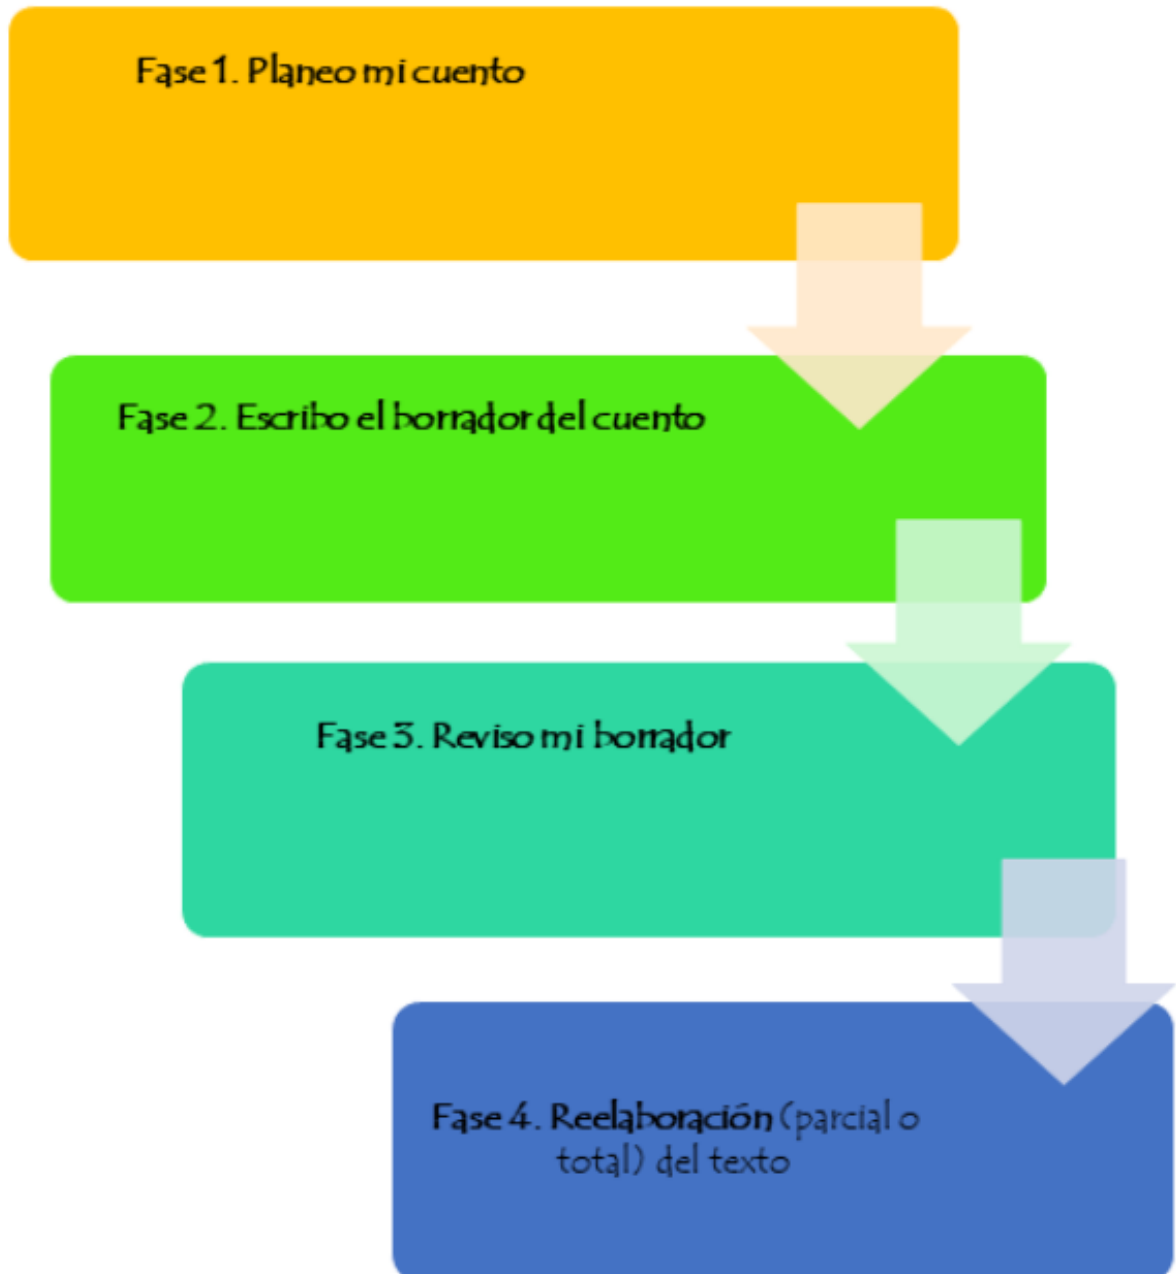 Fase 1. Planeo mi cuento
Fase 2. Escribo el borrador del cuento
Fase 3. Reviso mi borrador
Fase 4. Reelaboración (parcial o
total) del texto